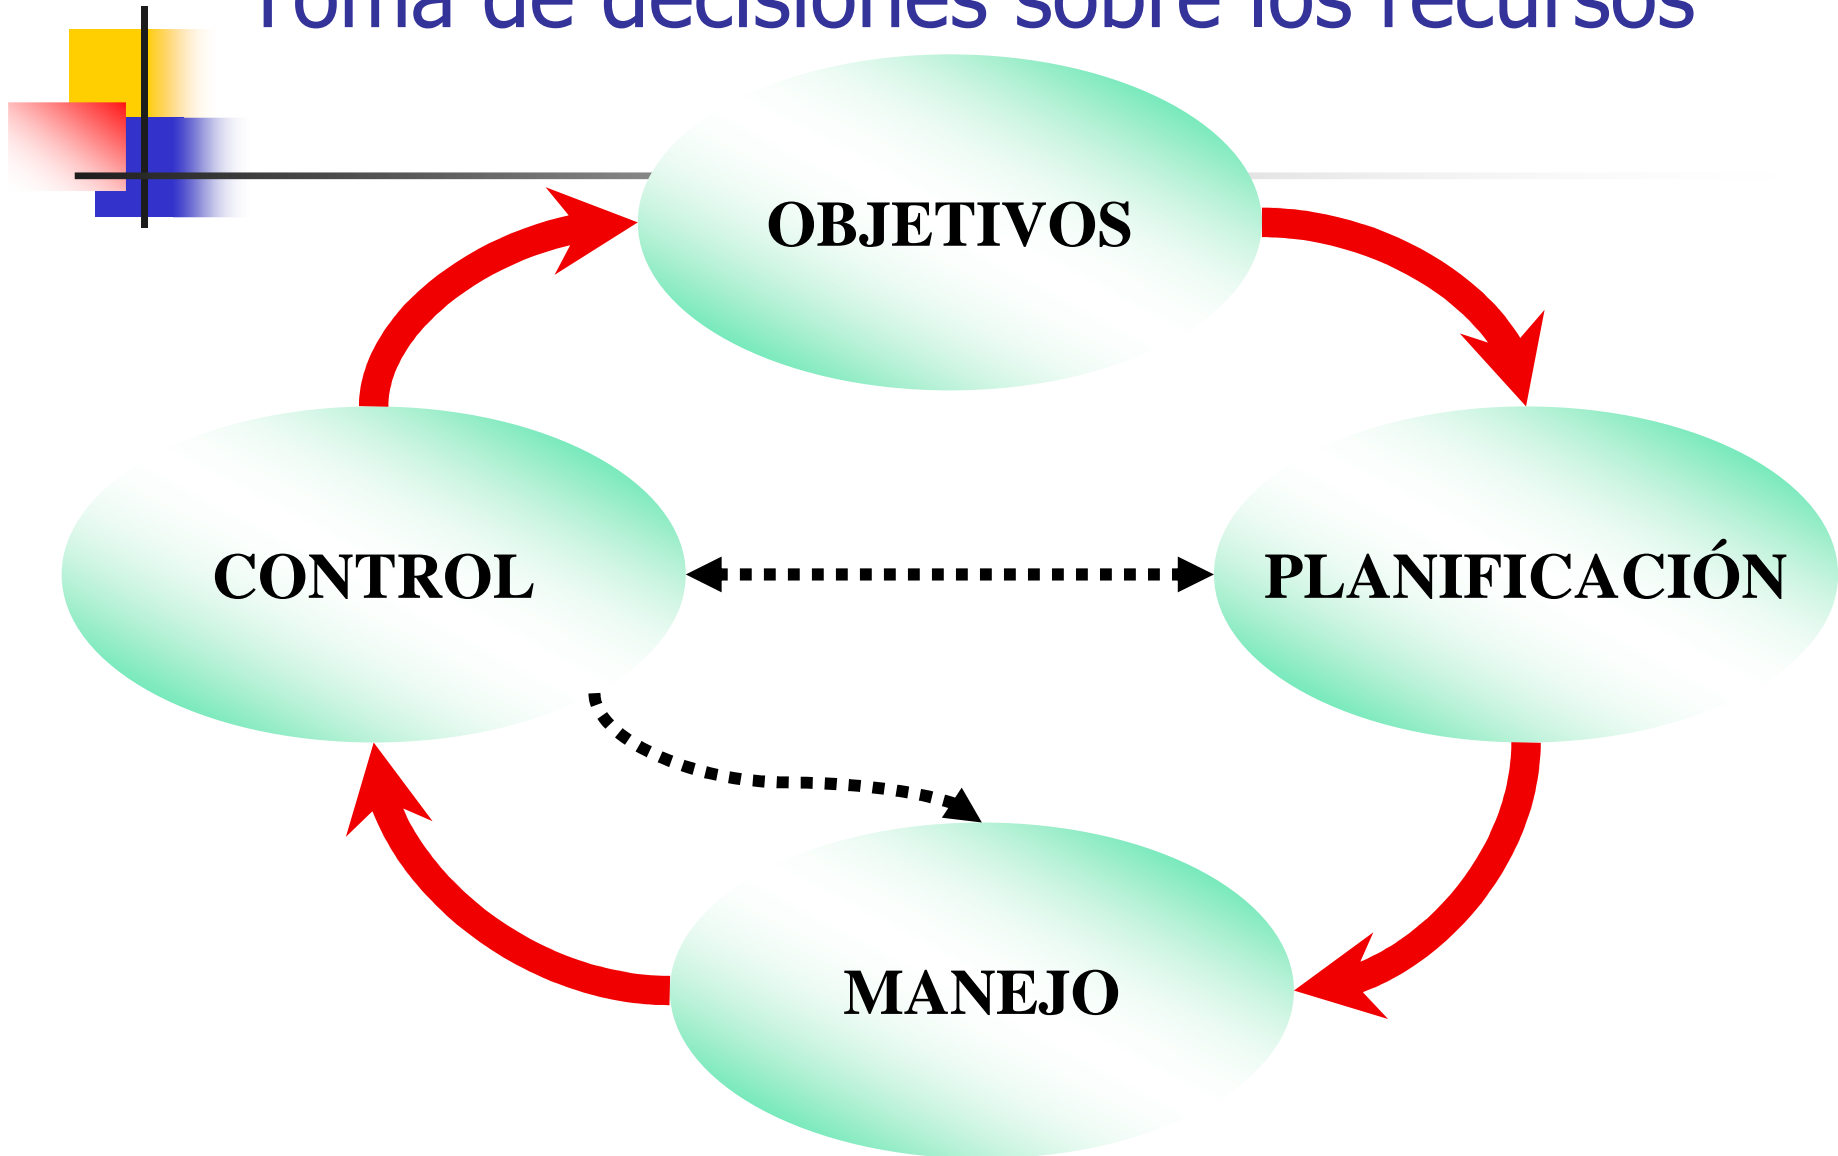 Toma de decisiones sobre los recursos
OBJETIVOS
CONTROL
PLANIFICACIÓN
MANEJO